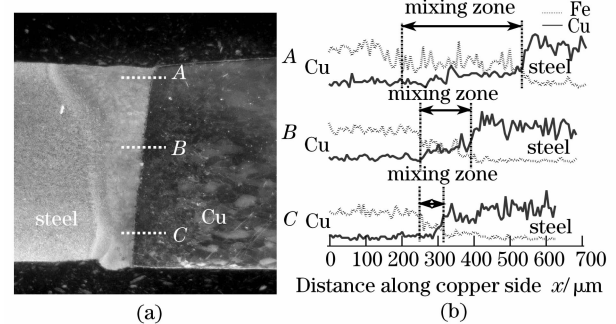 A
B
C
steel
Cu
(a)
Fe
Cu
mixing zone
A
Cu
steel
mixing zone
B
Cu
steel
mixing zone
C
Cu
steel
0 100 200 300 400 500 600 700
Distance along copper side x/μm
(b)